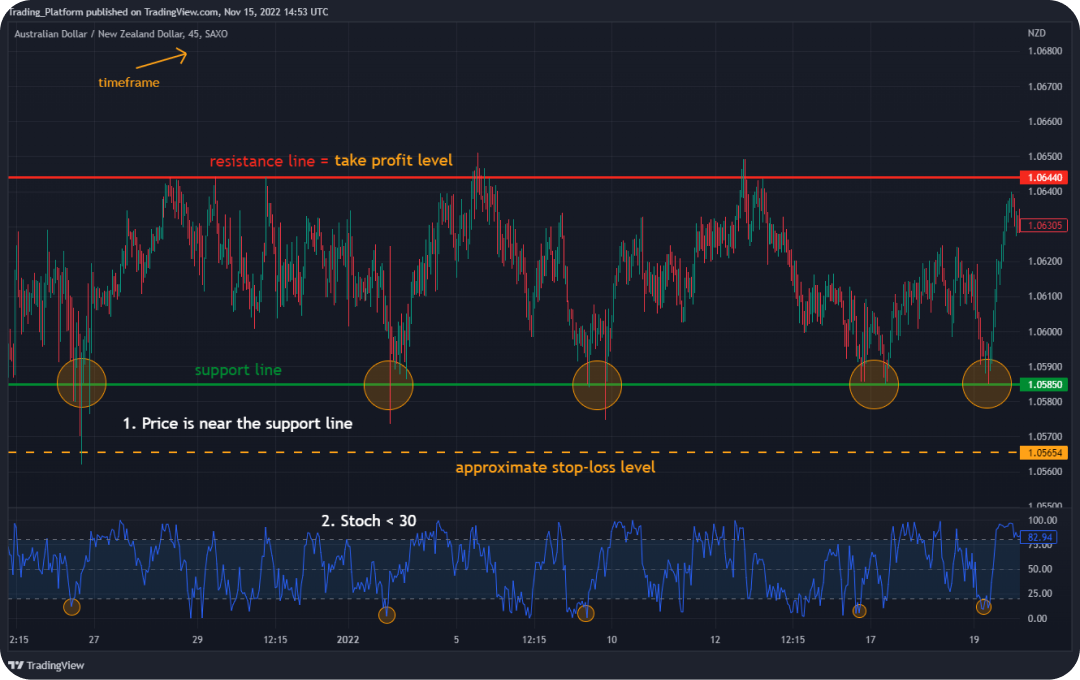 Trading_Platform published on TradingView.com, Nov 15, 2022 14:53 UTC
Australian Dollar / New Zealand Dollar, 45, SAXO
NZD
1.06800
timeframe
1.06700
1.06600
resistance line = take profit level
1.06500
1.06440
1.06400
1.06305
1.06200
1.06100
1.06000
support line
1.05900
1.05850
1.05800
1. Price is near the support line
1.05700
1.05654
approximate stop-loss level
1.05600
1.05500
2. Stoch < 30
100.00
82.94
75.00
50.00
25.00
0.00
2:15 27 29 12:15 2022 5 12:15 10 12 12:15 17 19
TradingView